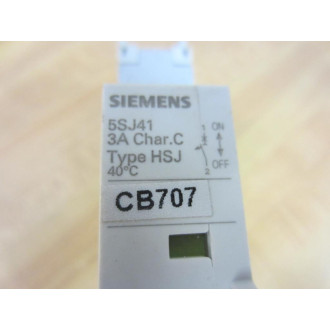 SIEMENS
5SJ41
3A Char.C
Type HSJ
40°C
1 ON
2 OFF
CB707